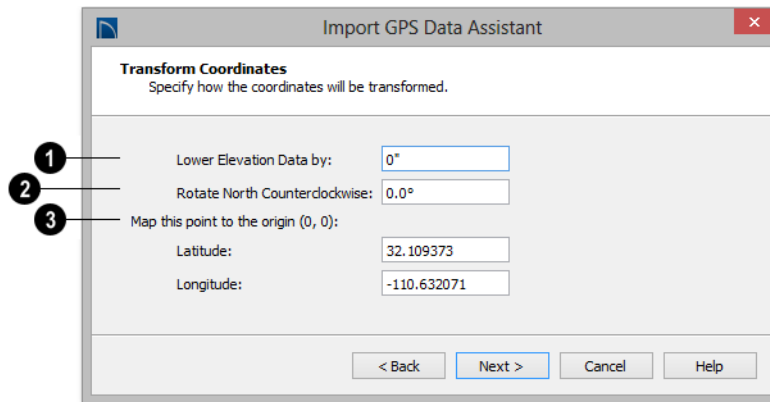 Import GPS Data Assistant
Transform Coordinates
Specify how the coordinates will be transformed.
1 Lower Elevation Data by: 0"
2 Rotate North Counterclockwise: 0.0°
3 Map this point to the origin (0, 0):
Latitude: 32.109373
Longitude: -110.632071
< Back Next > Cancel Help